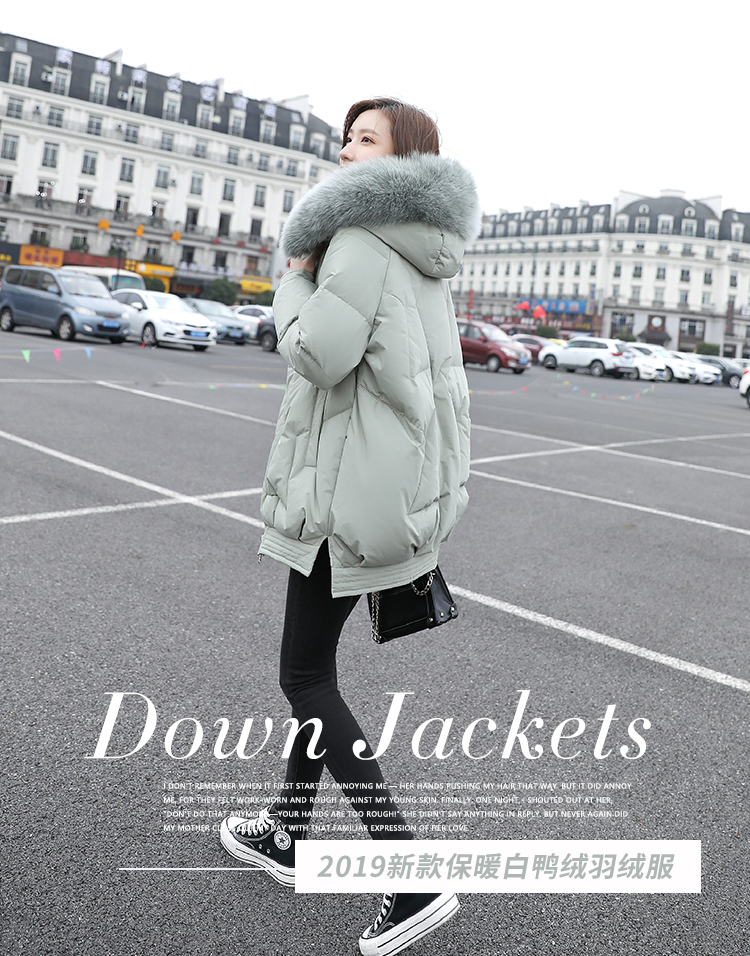 Down Jackets
I DON'T REMEMBER WHEN IT FIRST STARTED ANNOYING ME — HER HANDS PUSHING MY HAIR THAT WAY. BUT IT DID ANNOY
ME, FOR THEY FELT WORK-WORN AND ROUGH AGAINST MY YOUNG SKIN. FINALLY, ONE NIGHT, I SHOUTED OUT AT HER,
"DON'T DO THAT ANYMORE—YOUR HANDS ARE TOO ROUGH!" SHE DIDN'T SAY ANYTHING IN REPLY. BUT NEVER AGAIN DID
MY MOTHER MY DAY WITH THAT FAMILIAR EXPRESSION OF HER LOVE.
2019新款保暖白鸭绒羽绒服